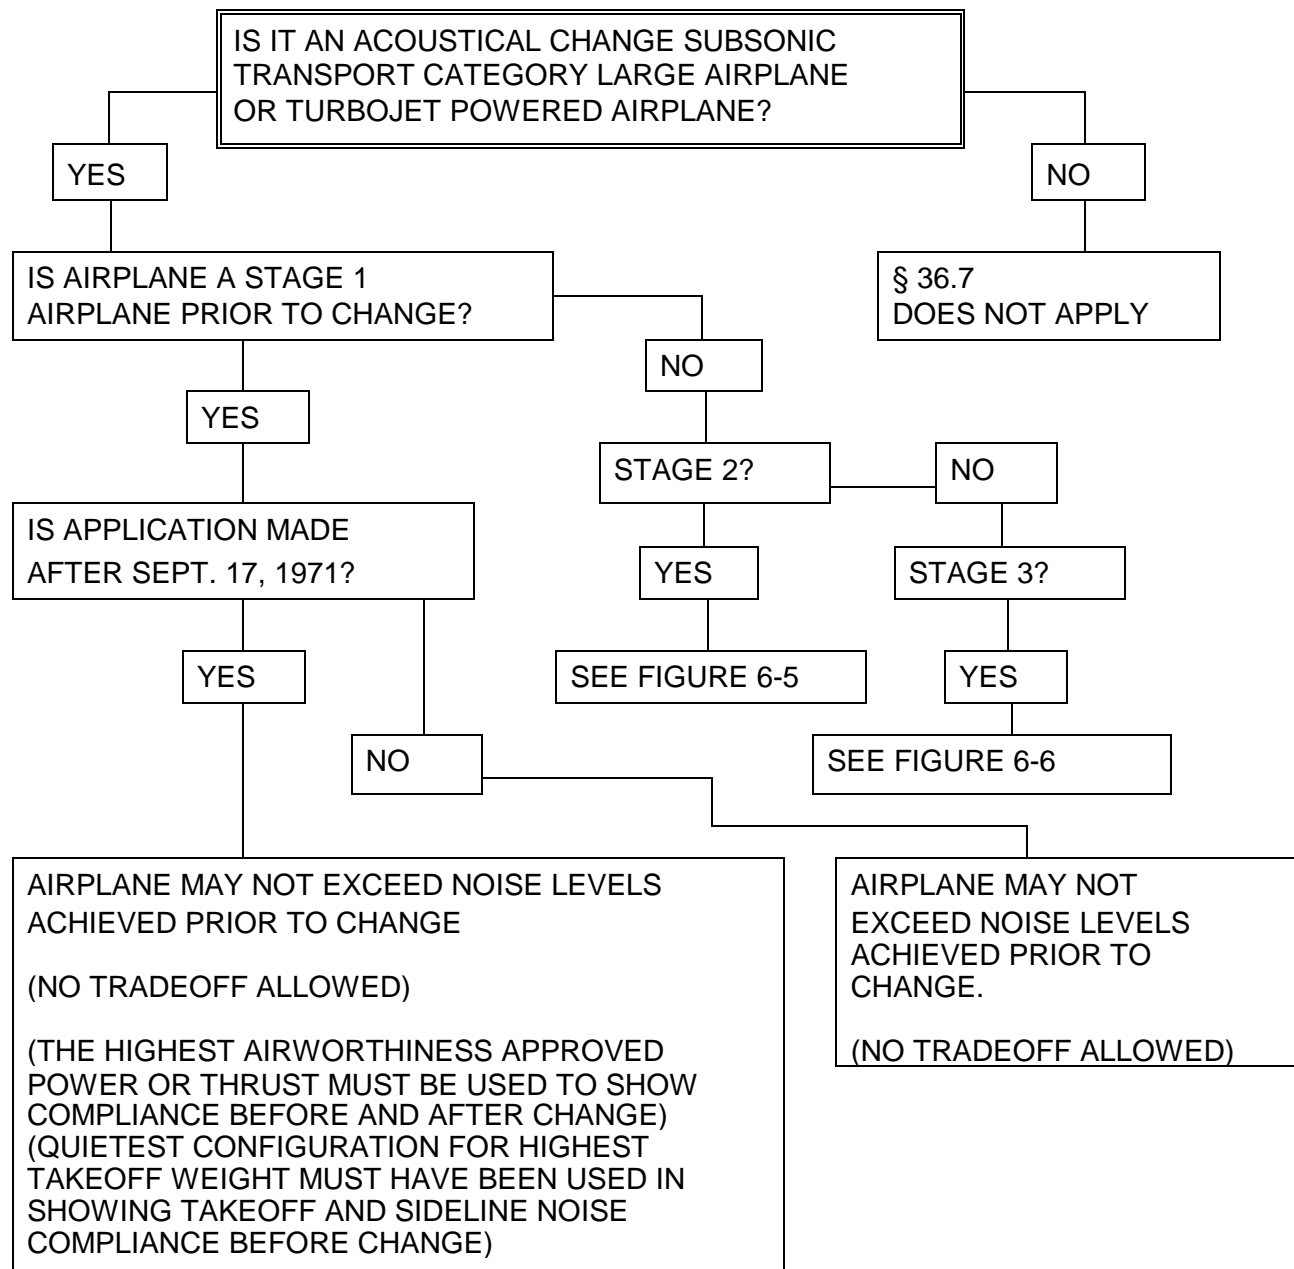 IS IT AN ACOUSTICAL CHANGE SUBSONIC
TRANSPORT CATEGORY LARGE AIRPLANE
OR TURBOJET POWERED AIRPLANE?
YES
NO
IS AIRPLANE A STAGE 1
AIRPLANE PRIOR TO CHANGE?
§ 36.7
DOES NOT APPLY
NO
YES
STAGE 2?
NO
IS APPLICATION MADE
AFTER SEPT. 17, 1971?
YES
STAGE 3?
YES
SEE FIGURE 6-5
YES
NO
SEE FIGURE 6-6
AIRPLANE MAY NOT EXCEED NOISE LEVELS
ACHIEVED PRIOR TO CHANGE
(NO TRADEOFF ALLOWED)
(THE HIGHEST AIRWORTHINESS APPROVED
POWER OR THRUST MUST BE USED TO SHOW
COMPLIANCE BEFORE AND AFTER CHANGE)
(QUIETEST CONFIGURATION FOR HIGHEST
TAKEOFF WEIGHT MUST HAVE BEEN USED IN
SHOWING TAKEOFF AND SIDELINE NOISE
COMPLIANCE BEFORE CHANGE)
AIRPLANE MAY NOT
EXCEED NOISE LEVELS
ACHIEVED PRIOR TO
CHANGE.
(NO TRADEOFF ALLOWED)